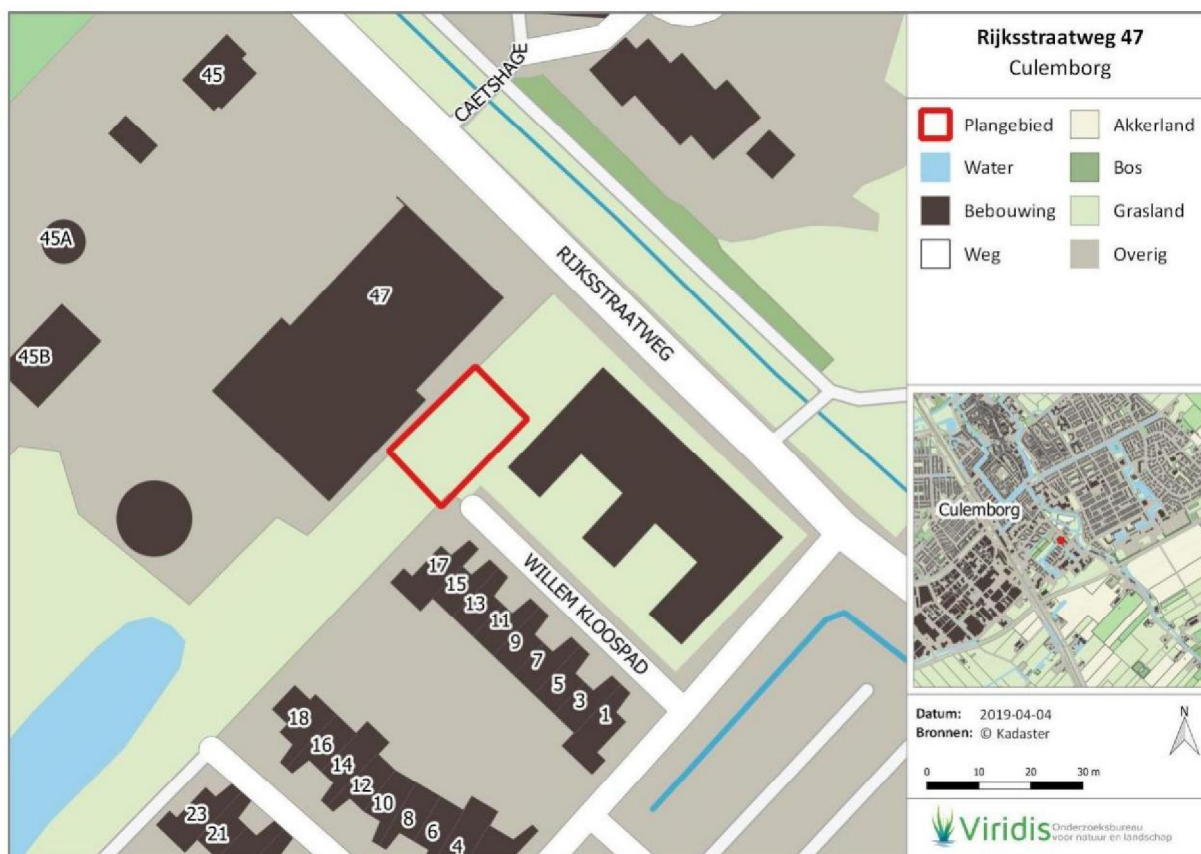 Rijksstraatweg 47
Culemborg
Plangebied
Akkerland
Water
Bos
Bebouwing
Grasland
Weg
Overig
45
CAETSHAGE
45A
47
45B
RIJKSSTRAATWEG
17
15
13
11
9
7
5
3
1
WILLEM KLOOSPAD
18
16
14
12
10
8
6
4
23
21
Culemborg
Datum: 2019-04-04
Bronnen: © Kadaster
N
0 10 20 30 m
Viridis Onderzoeksbureau
voor natuur en landschap